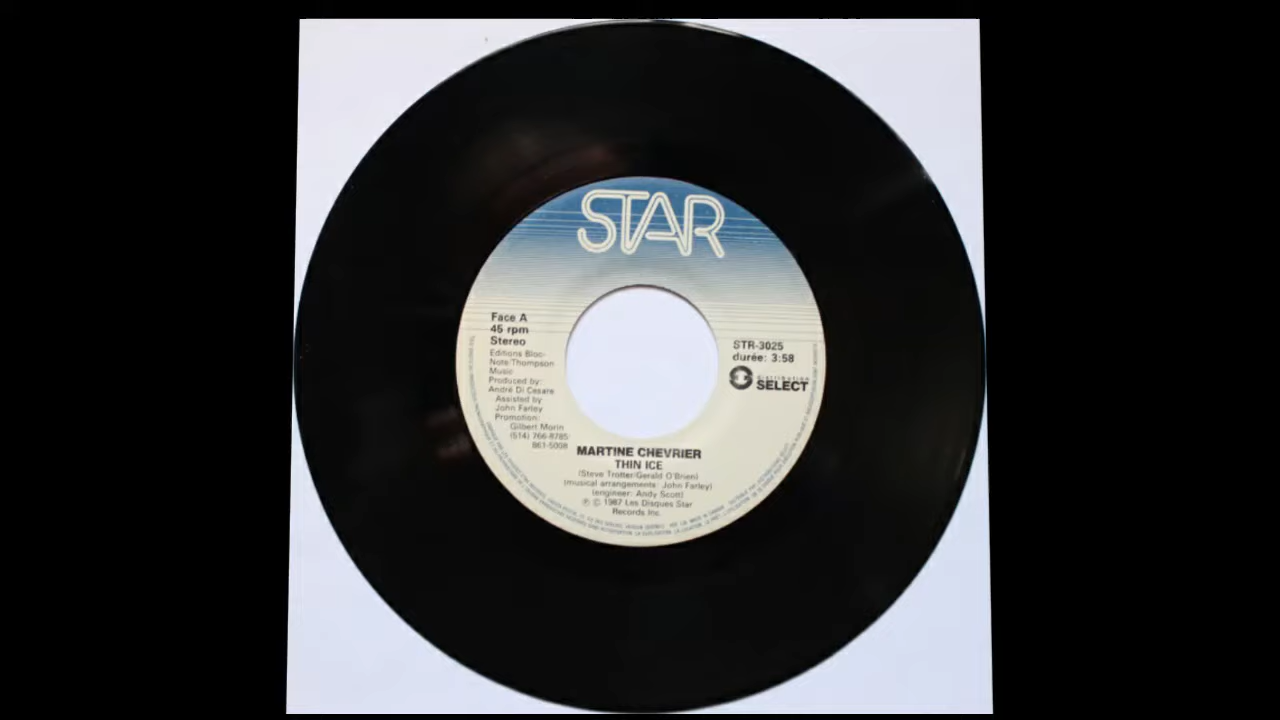 STAR
Face A
45 rpm
Stereo
Editions Bloc-
Note/Thompson
Music
Produced by:
André Di Cesare
Assisted by
John Farley
Promotion:
Gilbert Morin
(514) 766-8785
861-5008
STR-3025
durée: 3:58
distribution
SELECT
MARTINE CHEVRIER
THIN ICE
(Steve Trotter/Gerald O'Brien)
(musical arrangements: John Farley)
(engineer: Andy Scott)
℗ © 1987 Les Disques Star
Records Inc.